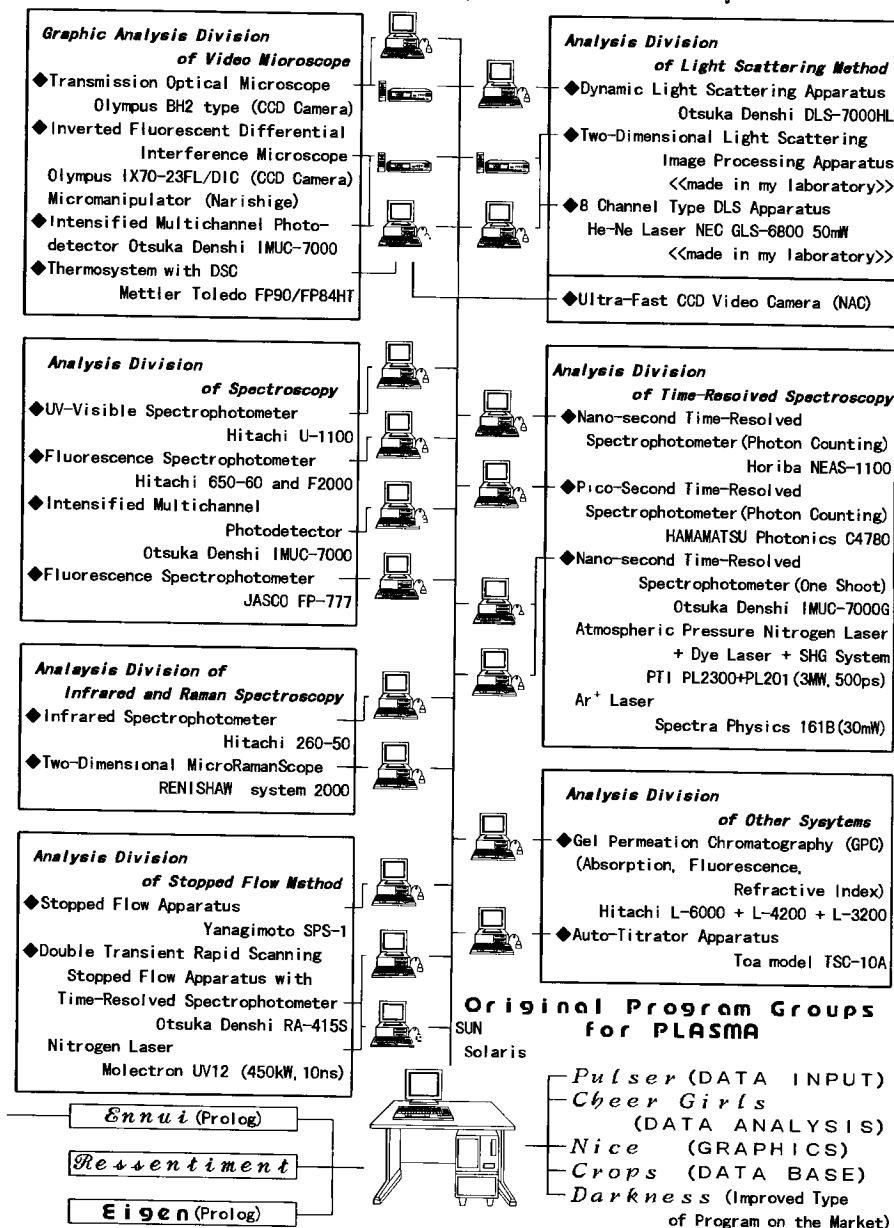 Graphic Analysis Division
of Video Mioroscope
◆Transmission Optical Microscope
Olympus BH2 type (CCD Camera)
◆Inverted Fluorescent Differential
Interference Microscope
Olympus IX70-23FL/DIC (CCD Camera)
Micromanipulator (Narishige)
◆Intensified Multichannel Photo-
detector Otsuka Denshi IMUC-7000
◆Thermosystem with DSC
Mettler Toledo FP90/FP84HT
Analysis Division
of Light Scattering Method
◆Dynamic Light Scattering Apparatus
Otsuka Denshi DLS-7000HL
◆Two-Dimensional Light Scattering
Image Processing Apparatus
<<made in my laboratory>>
◆8 Channel Type DLS Apparatus
He-Ne Laser NEC GLS-6800 50mW
<<made in my laboratory>>
◆Ultra-Fast CCD Video Camera (NAC)
Analysis Division
of Spectroscopy
◆UV-Visible Spectrophotometer
Hitachi U-1100
◆Fluorescence Spectrophotometer
Hitachi 650-60 and F2000
◆Intensified Multichannel
Photodetector
Otsuka Denshi IMUC-7000
◆Fluorescence Spectrophotometer
JASCO FP-777
Analysis Division
of Time-Resolved Spectroscopy
◆Nano-second Time-Resolved
Spectrophotometer(Photon Counting)
Horiba NEAS-1100
◆Pico-Second Time-Resolved
Spectrophotometer(Photon Counting)
HAMAMATSU Photonics C4780
◆Nano-second Time-Resolved
Spectrophotometer(One Shoot)
Otsuka Denshi IMUC-7000G
Atmospheric Pressure Nitrogen Laser
+ Dye Laser + SHG System
PTI PL2300+PL201(3MW, 500ps)
Ar⁺ Laser
Spectra Physics 161B(30mW)
Analaysis Division of
Infrared and Raman Spectroscopy
◆Infrared Spectrophotometer
Hitachi 260-50
◆Two-Dimensional MicroRamanScope
RENISHAW system 2000
Analysis Division
of Other Sysytems
◆Gel Permeation Chromatography (GPC)
(Absorption, Fluorescence,
Refractive Index)
Hitachi L-6000 + L-4200 + L-3200
◆Auto-Titrator Apparatus
Toa model TSC-10A
Analysis Division
of Stopped Flow Method
◆Stopped Flow Apparatus
Yanagimoto SPS-1
◆Double Transient Rapid Scanning
Stopped Flow Apparatus with
Time-Resolved Spectrophotometer
Otsuka Denshi RA-415S
Nitrogen Laser
Molectron UV12 (450kW, 10ns)
SUN
Solaris
Original Program Groups
for PLASMA
Ennui (Prolog)
Ressentiment
Eigen (Prolog)
Pulser (DATA INPUT)
Cheer Girls
(DATA ANALYSIS)
Nice (GRAPHICS)
Crops (DATA BASE)
Darkness (Improved Type
of Program on the Market)